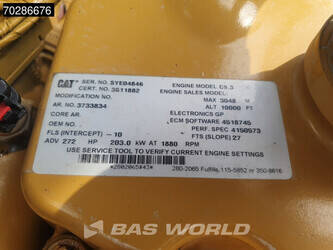 70286676
CAT
SER. NO. SYE04846
ENGINE MODEL C9.3
CERT. NO. 3G11882
ENGINE SALES MODEL
MODIFICATION NO.
MAX 3048 M
ALT 10000 FT
AR. NO. 3733834
ELECTRONICS GP
CORE AR.
ECM SOFTWARE 4518745
OEM NO.
PERF. SPEC 4150573
FLS (INTERCEPT) -10
FTS (SLOPE) 27
ADV 272 HP 203.0 kW AT 1880 RPM
USE SERVICE TOOL TO VERIFY CURRENT ENGINE SETTINGS
BAS WORLD